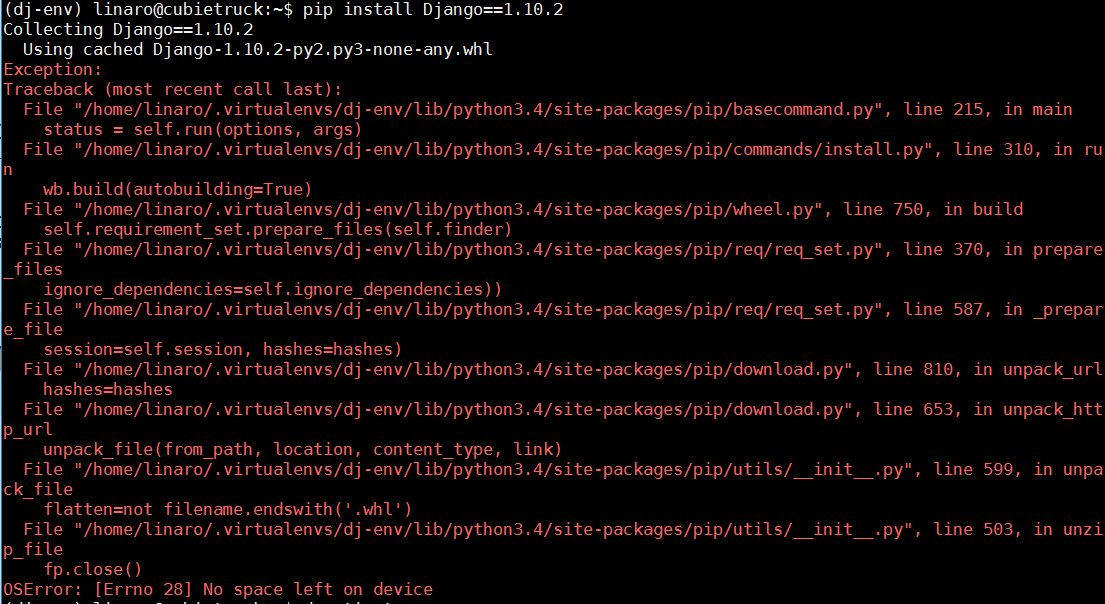 (dj-env) linaro@cubietruck:~$ pip install Django==1.10.2
Collecting Django==1.10.2
  Using cached Django-1.10.2-py2.py3-none-any.whl
Exception:
Traceback (most recent call last):
  File "/home/linaro/.virtualenvs/dj-env/lib/python3.4/site-packages/pip/basecommand.py", line 215, in main
    status = self.run(options, args)
  File "/home/linaro/.virtualenvs/dj-env/lib/python3.4/site-packages/pip/commands/install.py", line 310, in ru
n
    wb.build(autobuilding=True)
  File "/home/linaro/.virtualenvs/dj-env/lib/python3.4/site-packages/pip/wheel.py", line 750, in build
    self.requirement_set.prepare_files(self.finder)
  File "/home/linaro/.virtualenvs/dj-env/lib/python3.4/site-packages/pip/req/req_set.py", line 370, in prepare
_files
    ignore_dependencies=self.ignore_dependencies))
  File "/home/linaro/.virtualenvs/dj-env/lib/python3.4/site-packages/pip/req/req_set.py", line 587, in _prepar
e_file
    session=self.session, hashes=hashes)
  File "/home/linaro/.virtualenvs/dj-env/lib/python3.4/site-packages/pip/download.py", line 810, in unpack_url
    hashes=hashes
  File "/home/linaro/.virtualenvs/dj-env/lib/python3.4/site-packages/pip/download.py", line 653, in unpack_htt
p_url
    unpack_file(from_path, location, content_type, link)
  File "/home/linaro/.virtualenvs/dj-env/lib/python3.4/site-packages/pip/utils/__init__.py", line 599, in unpa
ck_file
    flatten=not filename.endswith('.whl')
  File "/home/linaro/.virtualenvs/dj-env/lib/python3.4/site-packages/pip/utils/__init__.py", line 503, in unzi
p_file
    fp.close()
OSError: [Errno 28] No space left on device